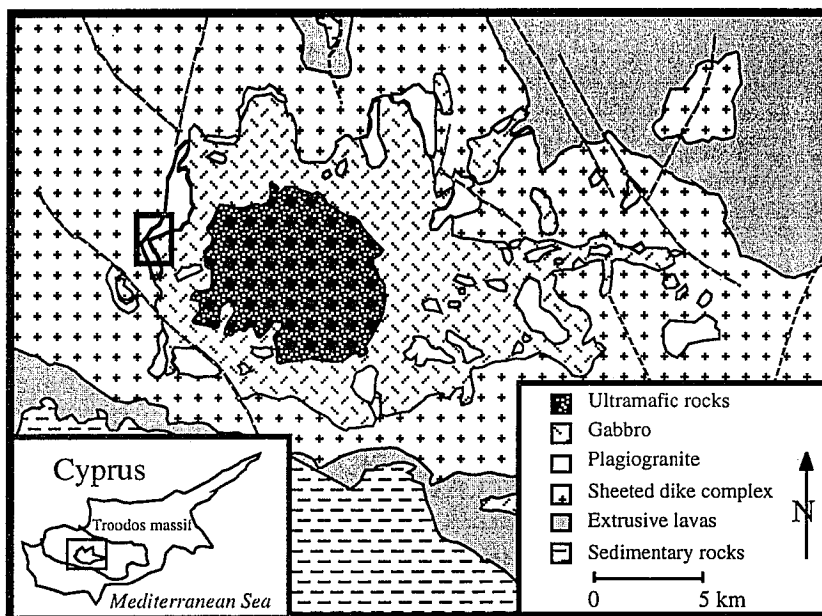 Ultramafic rocks
Gabbro
Plagiogranite
Sheeted dike complex
Extrusive lavas
Sedimentary rocks
N
0 5 km
Cyprus
Troodos massif
Mediterranean Sea